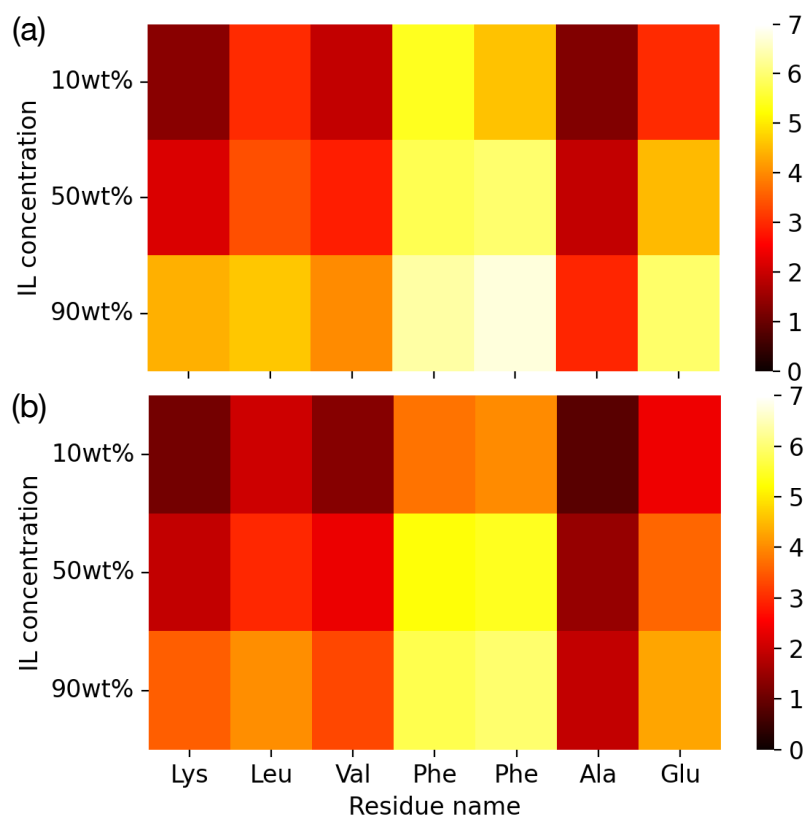 (a)
IL concentration
10wt%
50wt%
90wt%
7
6
5
4
3
2
1
0
(b)
IL concentration
10wt%
50wt%
90wt%
7
6
5
4
3
2
1
0
Lys Leu Val Phe Phe Ala Glu
Residue name